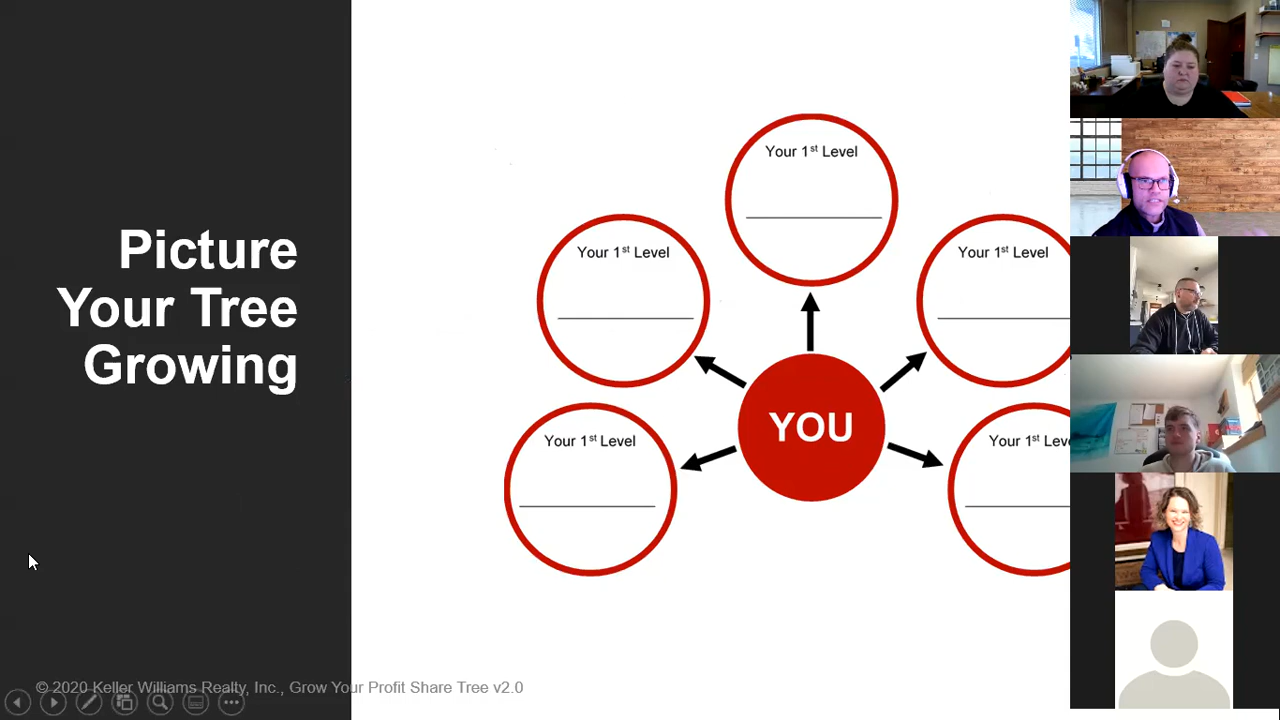 Picture
Your Tree
Growing
Your 1st Level
Your 1st Level
Your 1st Level
Your 1st Level
Your 1st Leve
YOU
© 2020 Keller Williams Realty, Inc., Grow Your Profit Share Tree v2.0